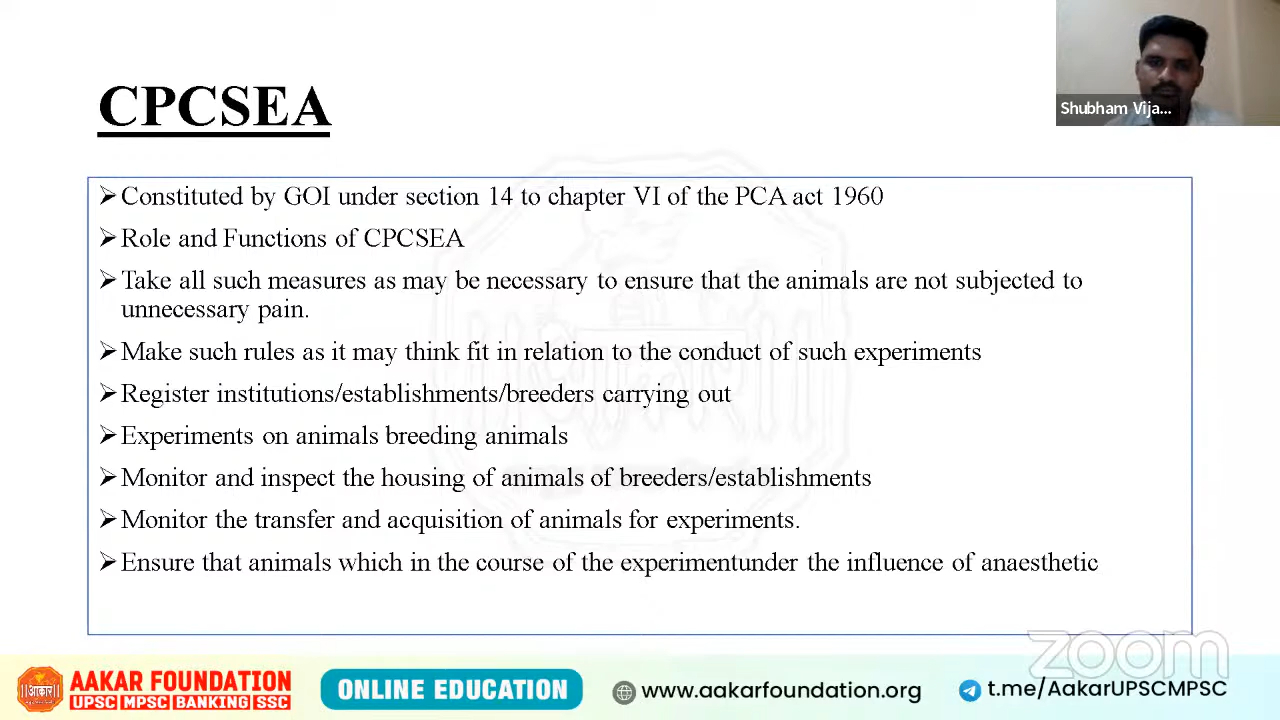 CPCSEA
Shubham Vija...
➢Constituted by GOI under section 14 to chapter VI of the PCA act 1960
➢Role and Functions of CPCSEA
➢Take all such measures as may be necessary to ensure that the animals are not subjected to
unnecessary pain.
➢Make such rules as it may think fit in relation to the conduct of such experiments
➢Register institutions/establishments/breeders carrying out
➢Experiments on animals breeding animals
➢Monitor and inspect the housing of animals of breeders/establishments
➢Monitor the transfer and acquisition of animals for experiments.
➢Ensure that animals which in the course of the experimentunder the influence of anaesthetic
zoom
आकार
AAKAR FOUNDATION
UPSC MPSC BANKING SSC
ONLINE EDUCATION
www.aakarfoundation.org
t.me/AakarUPSCMPSC